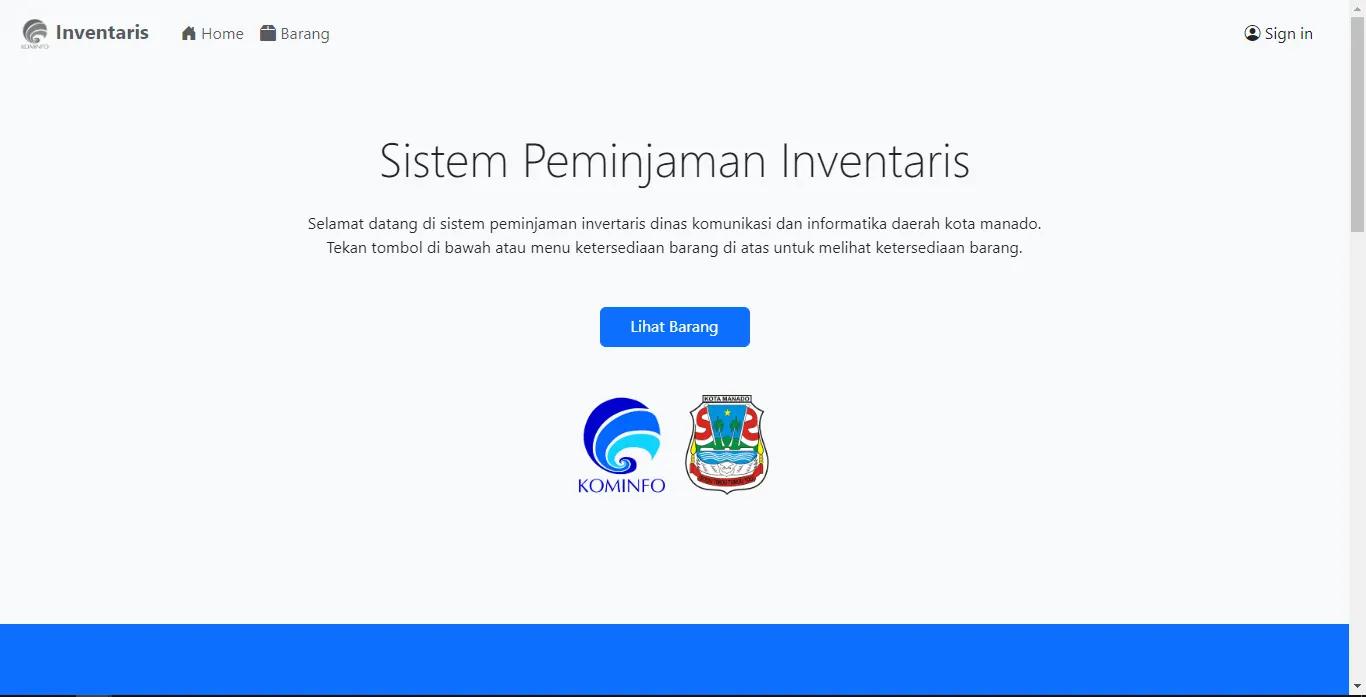 Inventaris Home Barang Sign in
KOMINFO
Sistem Peminjaman Inventaris
Selamat datang di sistem peminjaman invertaris dinas komunikasi dan informatika daerah kota manado.
Tekan tombol di bawah atau menu ketersediaan barang di atas untuk melihat ketersediaan barang.
Lihat Barang
KOTA MANADO
KOMINFO